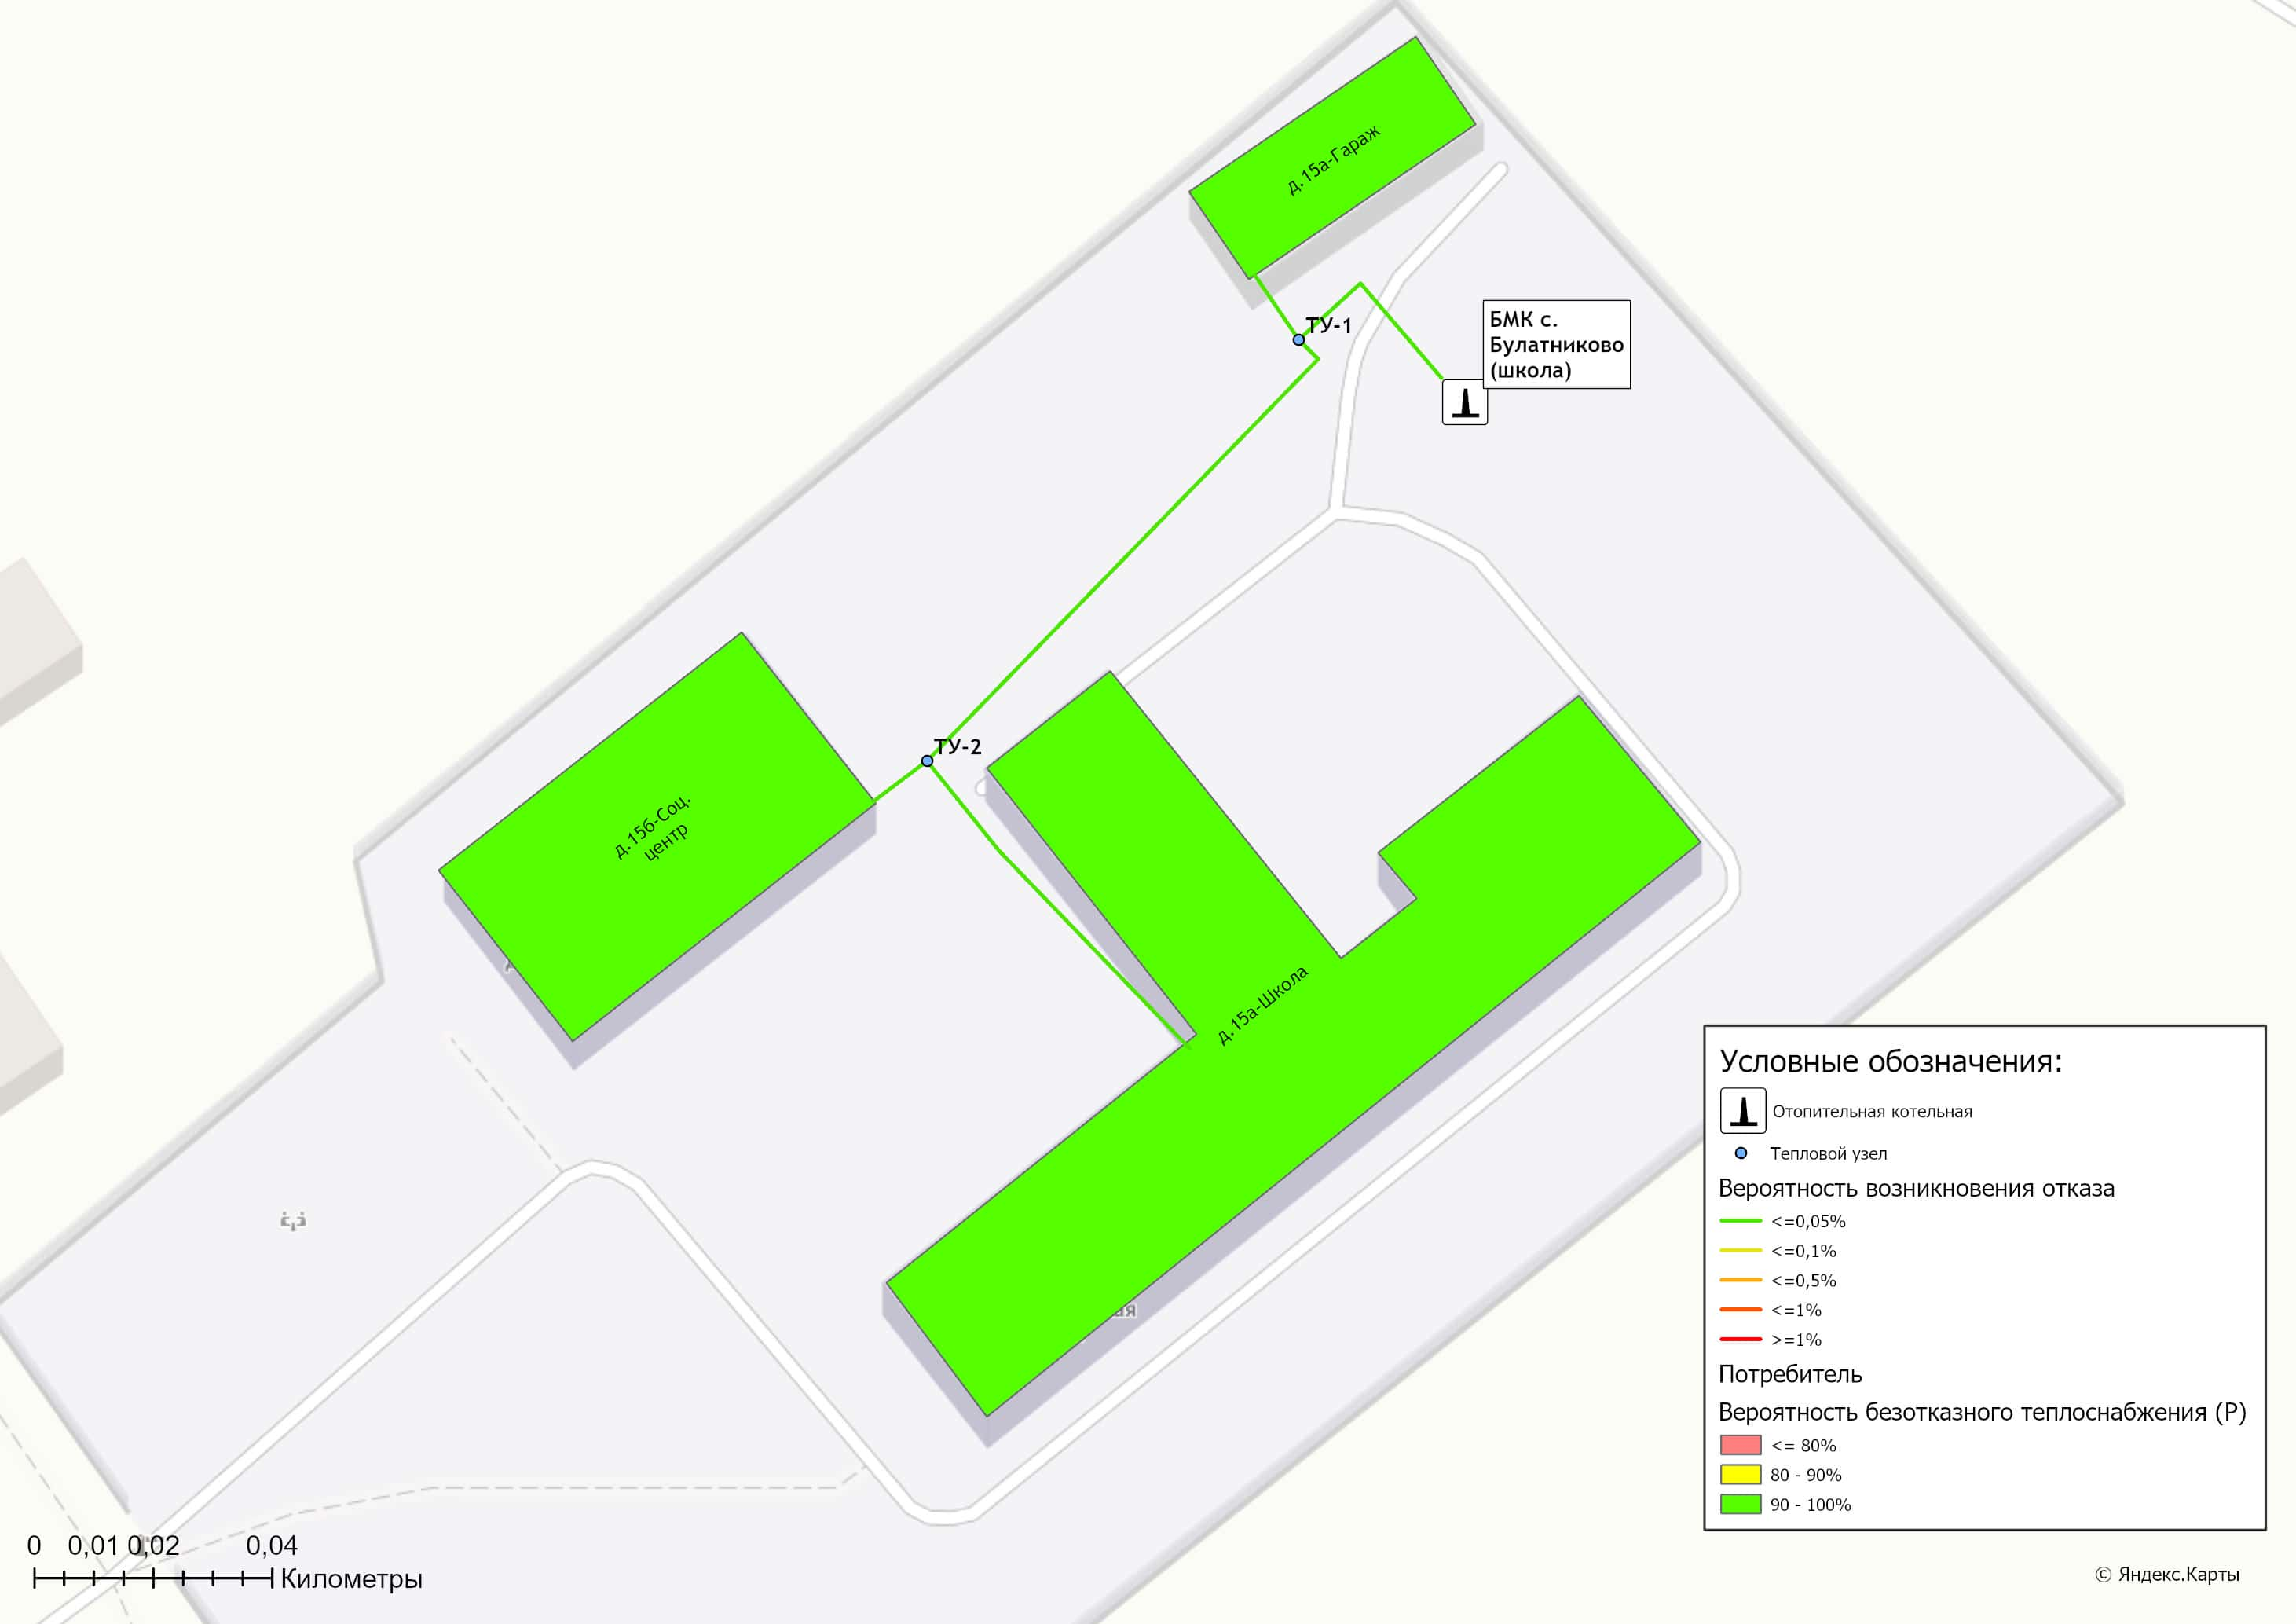 д.15а-Гараж
ТУ-1
БМК с.
Булатниково
(школа)
ТУ-2
д.15б-Соц.
центр
д.15а-Школа
ая
Условные обозначения:
Отопительная котельная
Тепловой узел
Вероятность возникновения отказа
<=0,05%
<=0,1%
<=0,5%
<=1%
>=1%
Потребитель
Вероятность безотказного теплоснабжения (Р)
<= 80%
80 - 90%
90 - 100%
0 0,01 0,02 0,04
Километры
© Яндекс.Карты